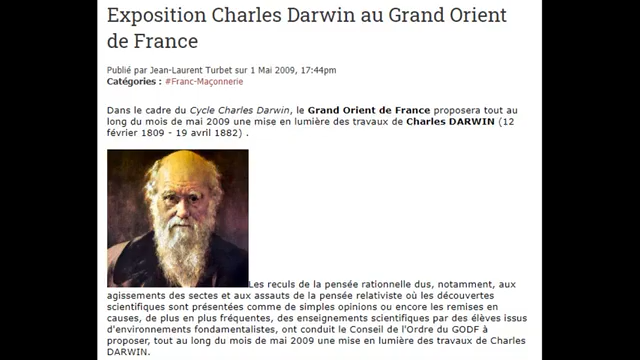 Exposition Charles Darwin au Grand Orient
de France
Publié par Jean-Laurent Turbet sur 1 Mai 2009, 17:44pm
Catégories : #Franc-Maçonnerie
Dans le cadre du Cycle Charles Darwin, le Grand Orient de France proposera tout au
long du mois de mai 2009 une mise en lumière des travaux de Charles DARWIN (12
février 1809 - 19 avril 1882) .
Les reculs de la pensée rationnelle dus, notamment, aux
agissements des sectes et aux assauts de la pensée relativiste où les découvertes
scientifiques sont présentées comme de simples opinions ou encore les remises en
causes, de plus en plus fréquentes, des enseignements scientifiques par des élèves issus
d'environnements fondamentalistes, ont conduit le Conseil de l'Ordre du GODF à
proposer, tout au long du mois de mai 2009 une mise en lumière des travaux de Charles
DARWIN.